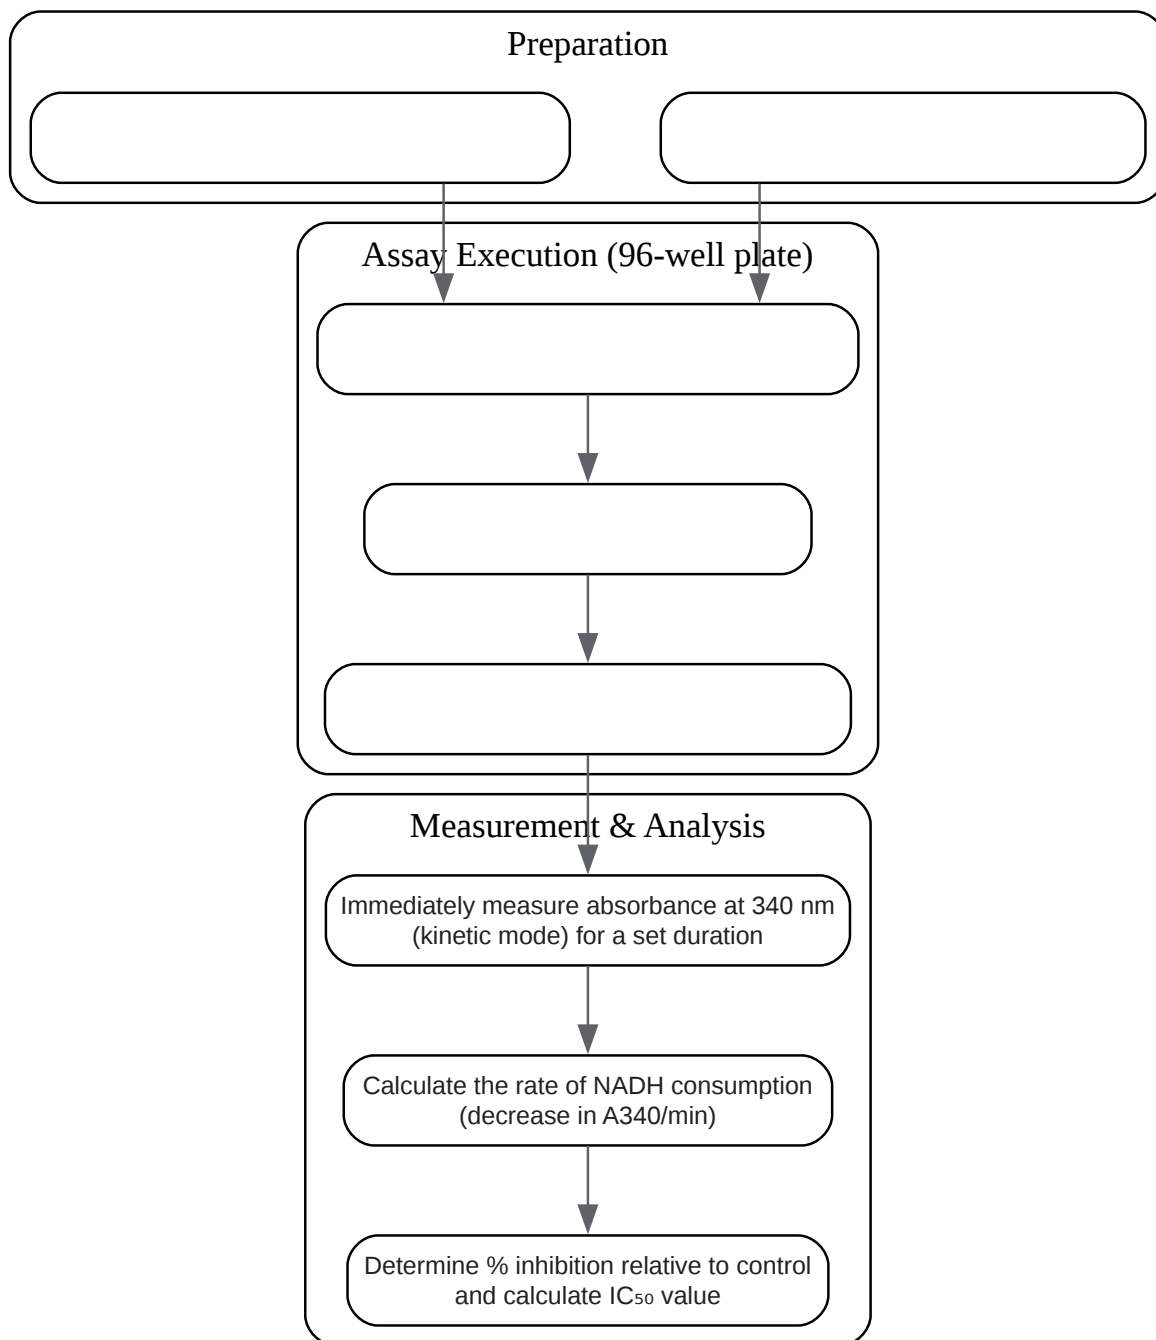 Preparation
Assay Execution (96-well plate)
Measurement & Analysis
Immediately measure absorbance at 340 nm
(kinetic mode) for a set duration
Calculate the rate of NADH consumption
(decrease in A340/min)
Determine % inhibition relative to control
and calculate IC₅₀ value